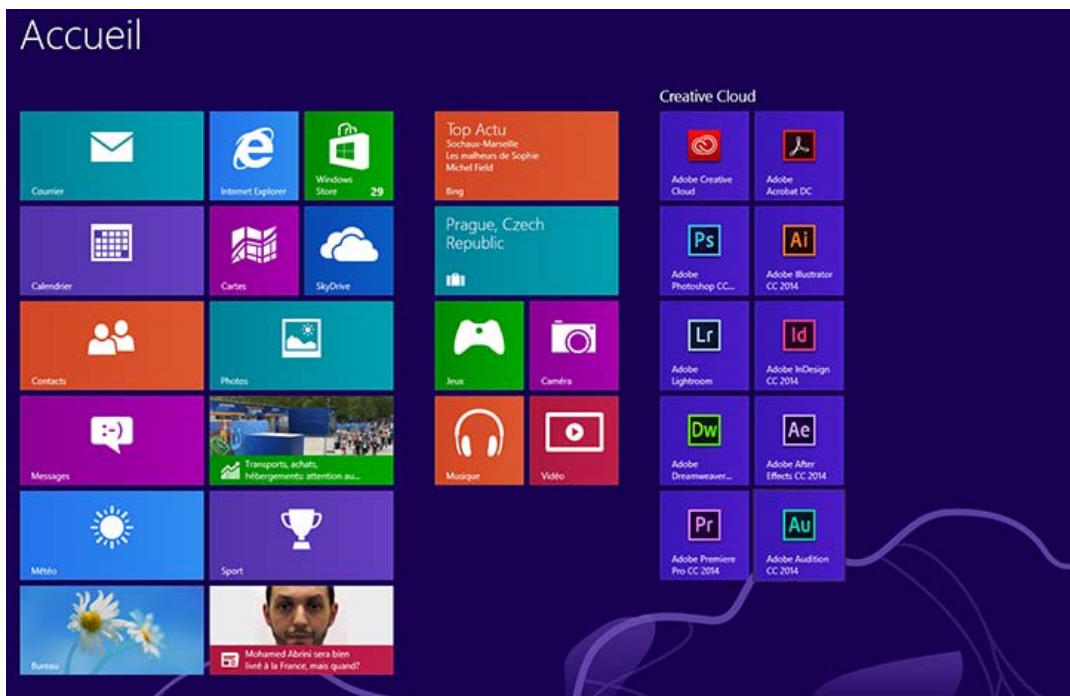 Accueil
Courrier
Internet Explorer
Windows
Store
29
Calendrier
Cartes
SkyDrive
Contacts
Photos
Messages
:-)
Transports, achats,
hébergements: attention au...
Météo
Sport
Bureau
Mohamed Abrini sera bien
livré à la France, mais quand?
Top Actu
Sochaux-Marseille
Les malheurs de Sophie
Michel Field
Bing
Prague, Czech
Republic
Jeux
Caméra
Musique
Vidéo
Creative Cloud
Adobe Creative
Cloud
Adobe
Acrobat DC
Ps
Adobe
Photoshop CC...
Ai
Adobe Illustrator
CC 2014
Lr
Adobe
Lightroom
Id
Adobe InDesign
CC 2014
Dw
Adobe
Dreamweaver...
Ae
Adobe After
Effects CC 2014
Pr
Adobe Premiere
Pro CC 2014
Au
Adobe Audition
CC 2014